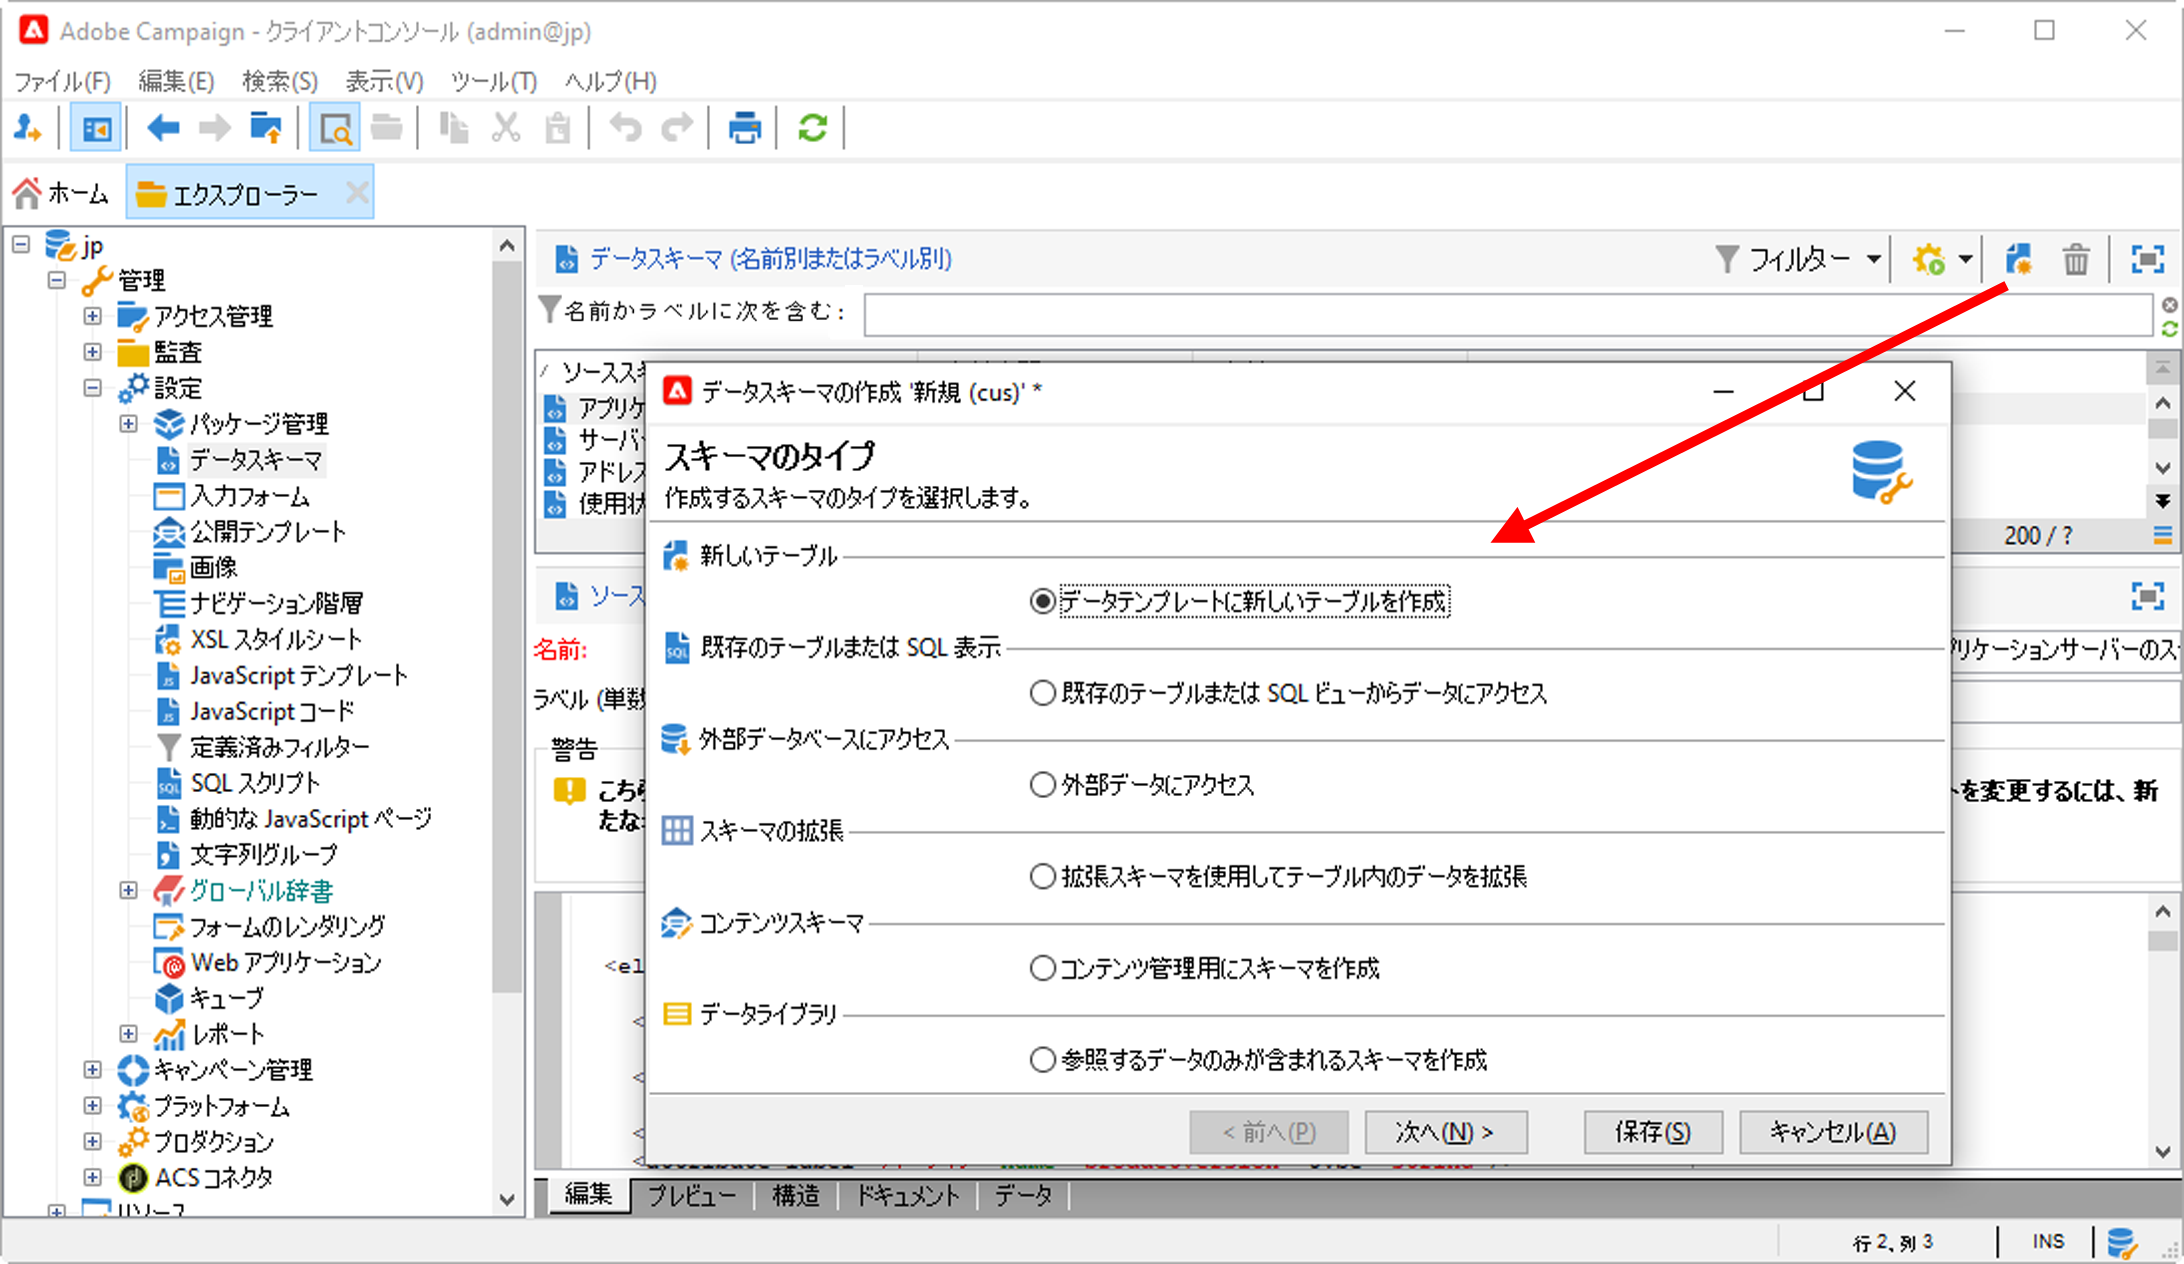 Adobe Campaign - クライアントコンソール (admin@jp)
ファイル(F) 編集(E) 検索(S) 表示(V) ツール(T) ヘルプ(H)
ホーム
エクスプローラー
jp
管理
アクセス管理
監査
設定
パッケージ管理
データスキーマ
入力フォーム
公開テンプレート
画像
ナビゲーション階層
XSL スタイルシート
JavaScript テンプレート
JavaScript コード
定義済みフィルター
SQL スクリプト
動的な JavaScript ページ
文字列グループ
グローバル辞書
フォームのレンダリング
Web アプリケーション
キューブ
レポート
キャンペーン管理
プラットフォーム
プロダクション
ACS コネクタ
リソース
データスキーマ (名前別またはラベル別)
フィルター
名前かラベルに次を含む:
ソースス
アプリケ
サーバ
アドレス
使用状
200 / ?
ソース
名前:
プリケーションサーバーのス
ラベル (単数
警告
こちら
を変更するには、新
たな
<el
<
<
<
データスキーマの作成 '新規 (cus)' *
スキーマのタイプ
作成するスキーマのタイプを選択します。
新しいテーブル
データテンプレートに新しいテーブルを作成
既存のテーブルまたは SQL 表示
既存のテーブルまたは SQL ビューからデータにアクセス
外部データベースにアクセス
外部データにアクセス
スキーマの拡張
拡張スキーマを使用してテーブル内のデータを拡張
コンテンツスキーマ
コンテンツ管理用にスキーマを作成
データライブラリ
参照するデータのみが含まれるスキーマを作成
< 前へ(P) 次へ(N) > 保存(S) キャンセル(A)
編集 プレビュー 構造 ドキュメント データ
行 2, 列 3 INS